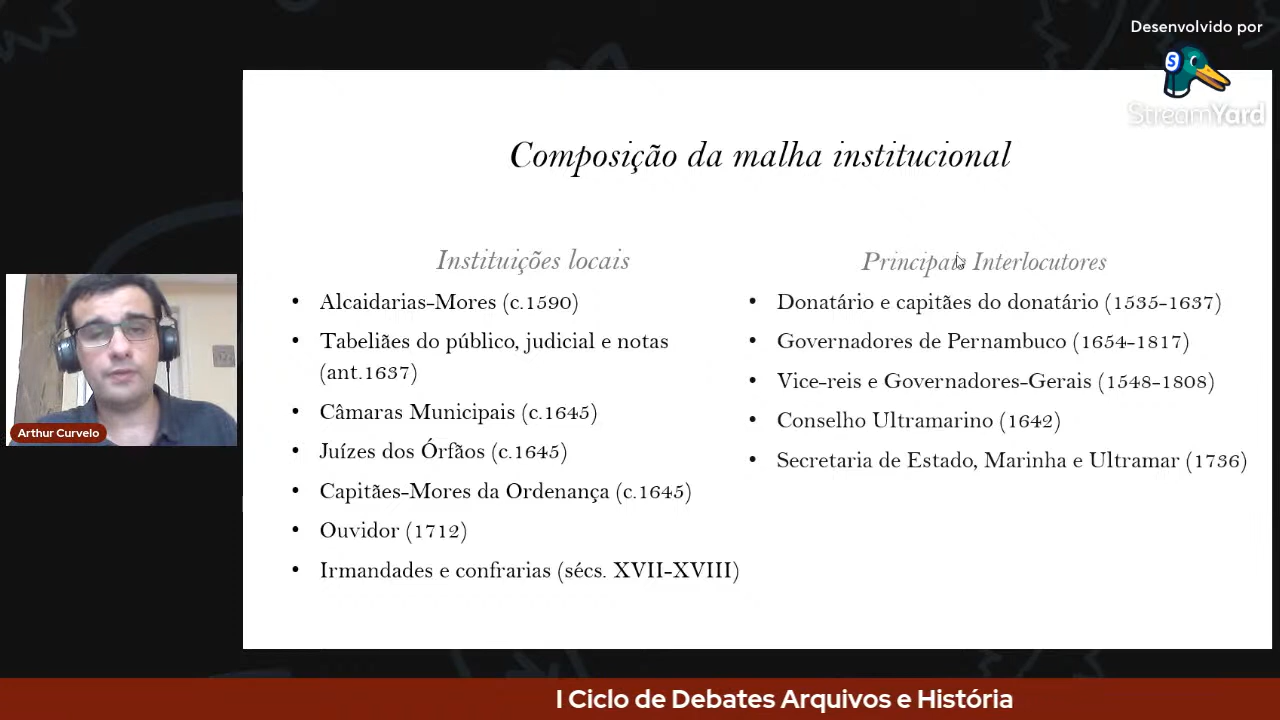 Desenvolvido por
S
StreamYard
Composição da malha institucional
Instituições locais
• Alcaidarias-Mores (c.1590)
• Tabeliães do público, judicial e notas
(ant.1637)
• Câmaras Municipais (c.1645)
• Juízes dos Órfãos (c.1645)
• Capitães-Mores da Ordenança (c.1645)
• Ouvidor (1712)
• Irmandades e confrarias (sécs. XVII-XVIII)
Principais Interlocutores
• Donatário e capitães do donatário (1535-1637)
• Governadores de Pernambuco (1654-1817)
• Vice-reis e Governadores-Gerais (1548-1808)
• Conselho Ultramarino (1642)
• Secretaria de Estado, Marinha e Ultramar (1736)
Arthur Curvelo
I Ciclo de Debates Arquivos e História